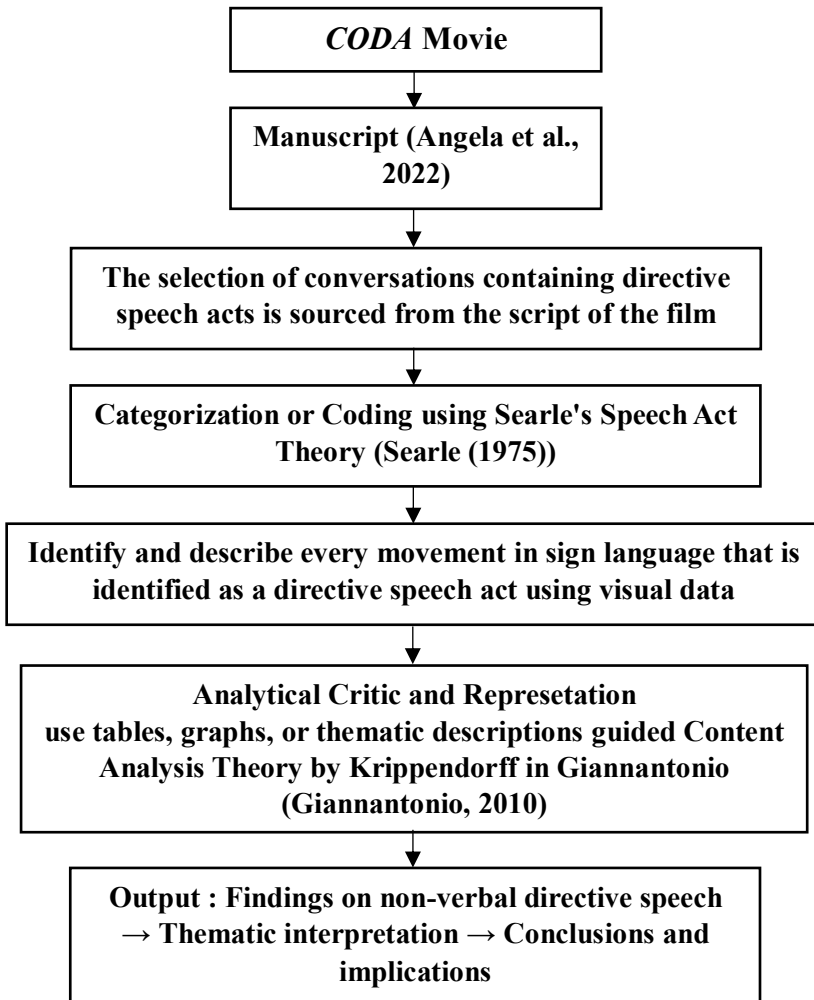 CODA Movie
Manuscript (Angela et al.,
2022)
The selection of conversations containing directive
speech acts is sourced from the script of the film
Categorization or Coding using Searle's Speech Act
Theory (Searle (1975))
Identify and describe every movement in sign language that is
identified as a directive speech act using visual data
Analytical Critic and Represetation
use tables, graphs, or thematic descriptions guided Content
Analysis Theory by Krippendorff in Giannantonio
(Giannantonio, 2010)
Output : Findings on non-verbal directive speech
→ Thematic interpretation → Conclusions and
implications